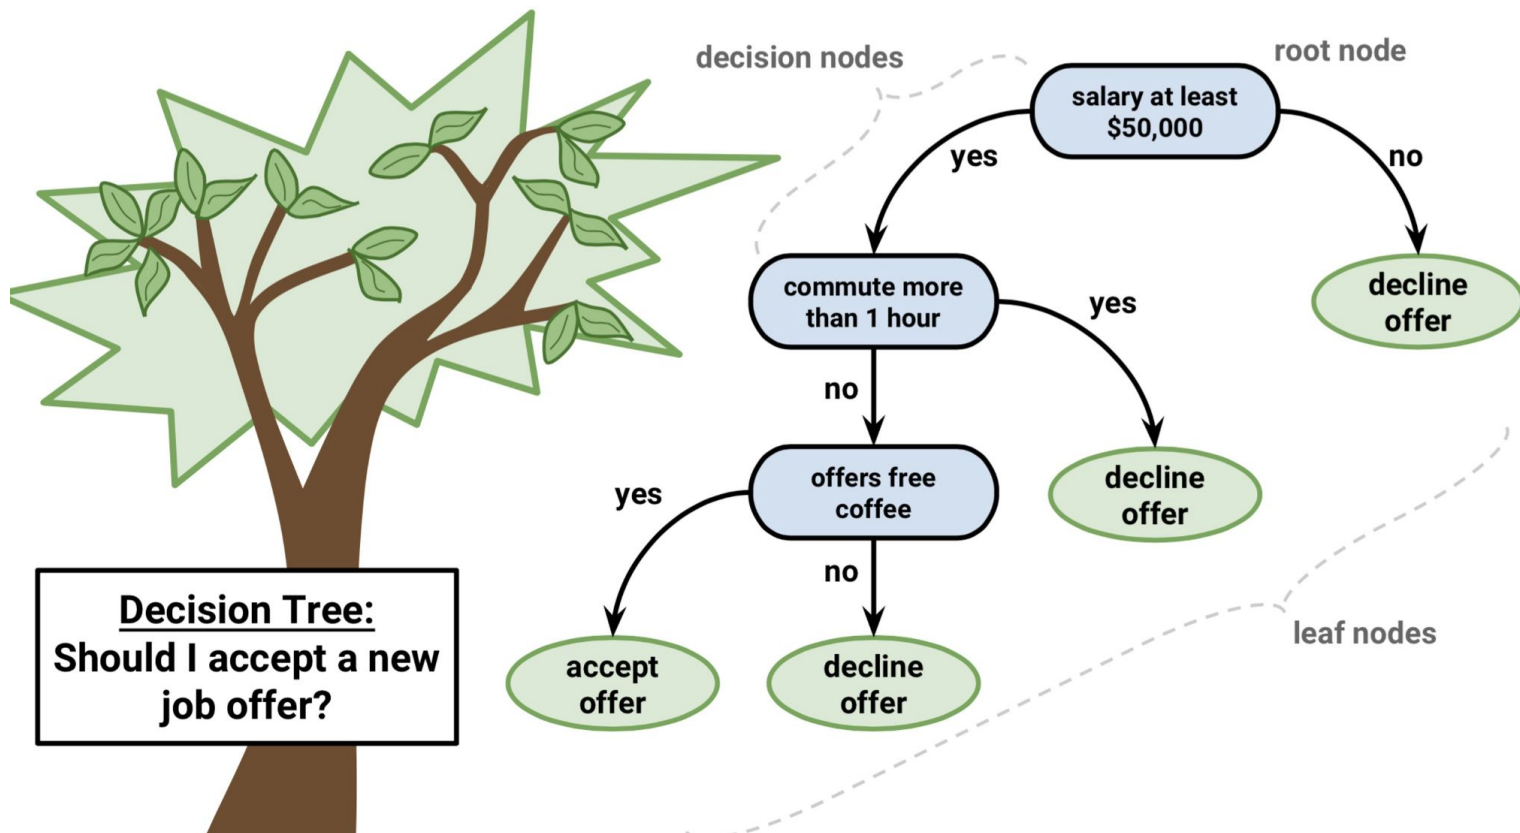 decision nodes
root node
salary at least
$50,000
yes
no
commute more
than 1 hour
yes
decline
offer
no
offers free
coffee
yes
decline
offer
no
accept
offer
decline
offer
leaf nodes
Decision Tree:
Should I accept a new
job offer?